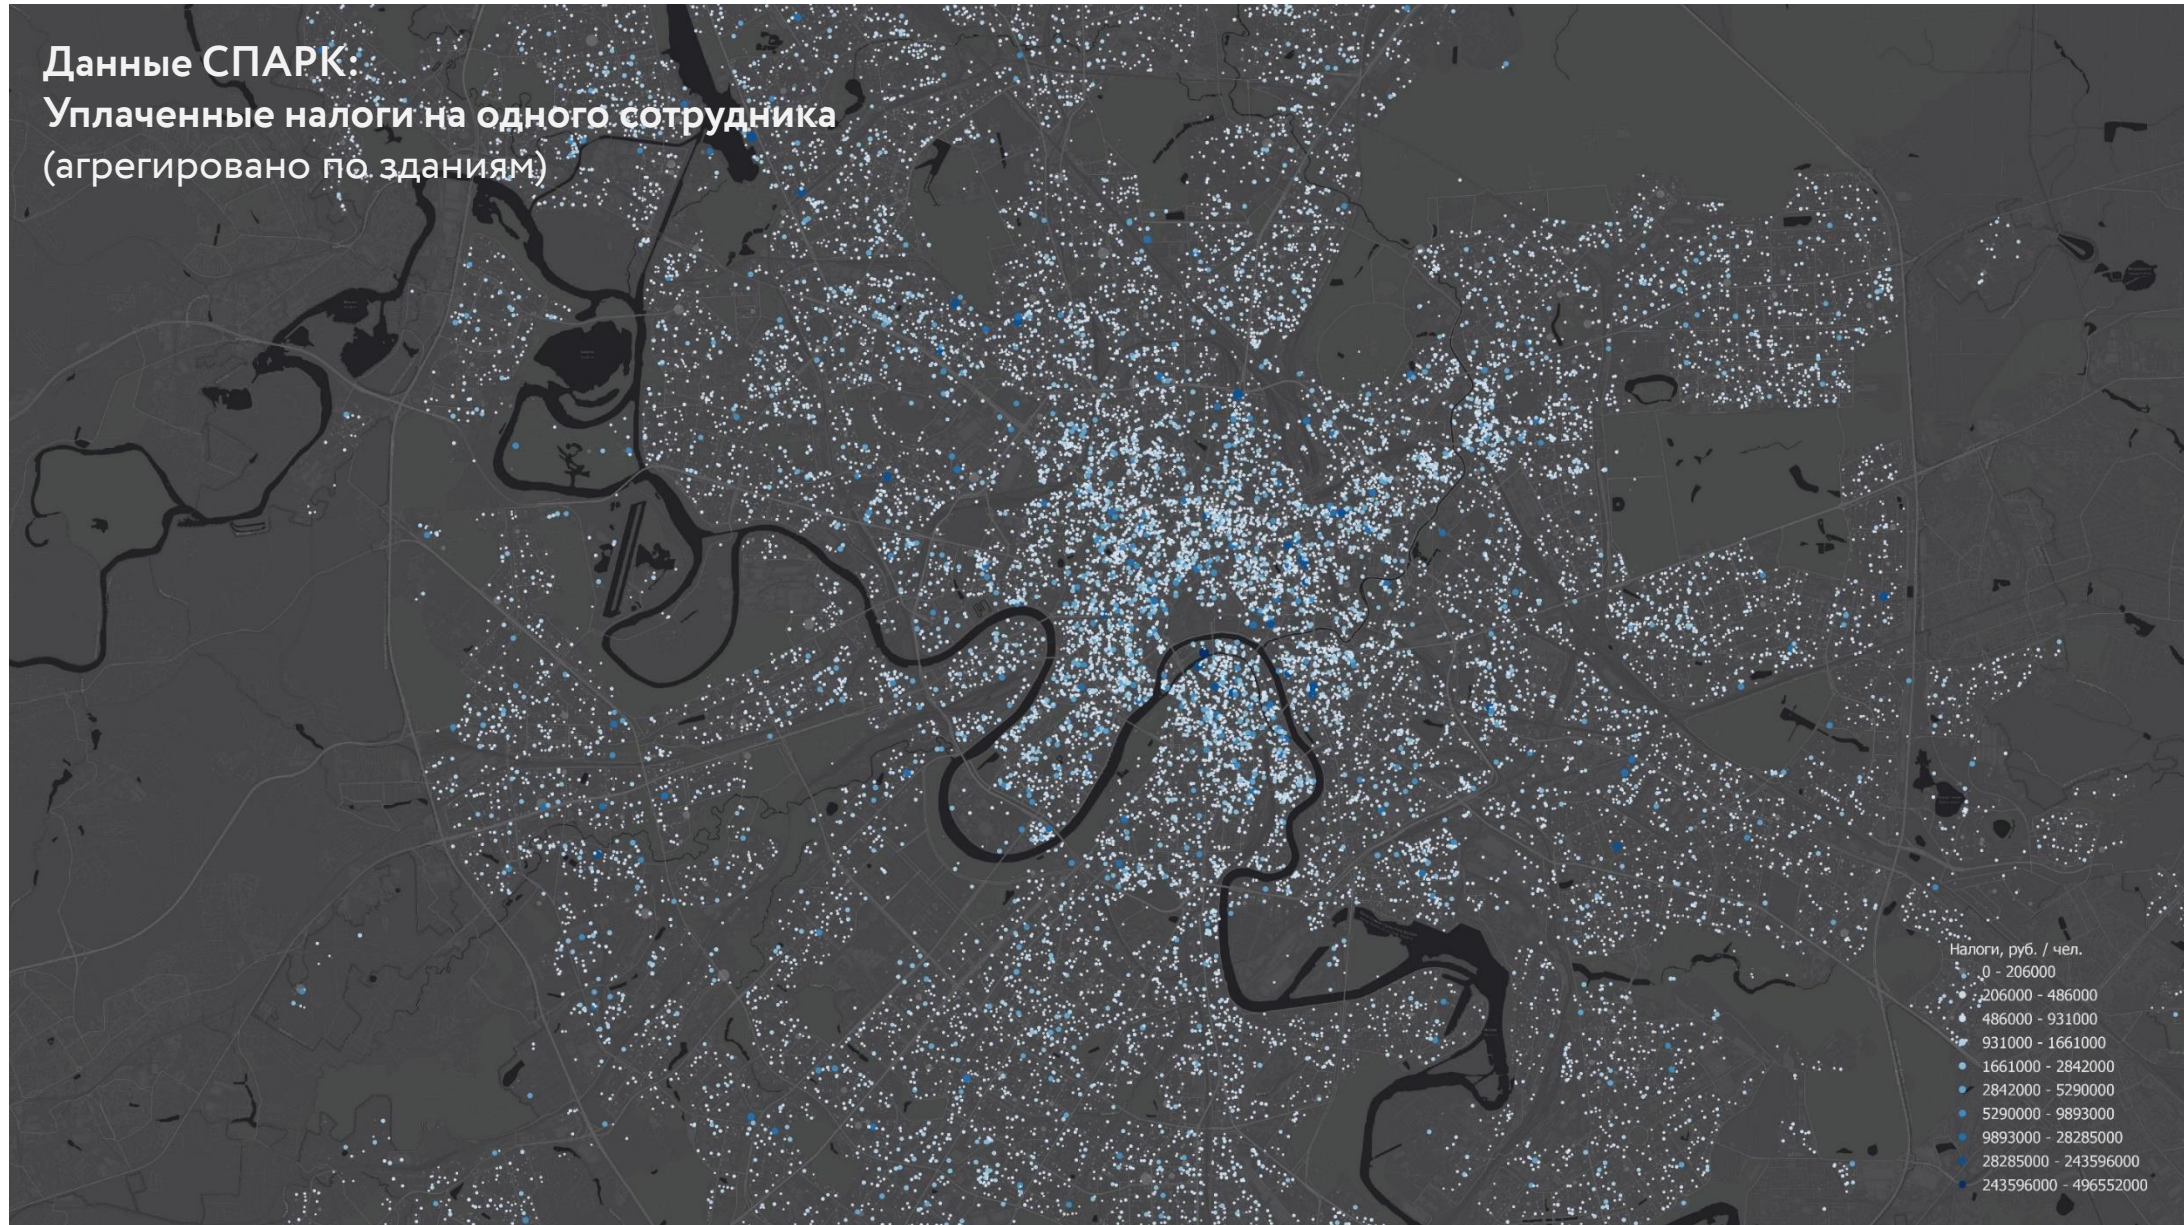 Данные СПАРК:
Уплаченные налоги на одного сотрудника
(агрегировано по зданиям)
Налоги, руб. / чел.
0 - 206000
206000 - 486000
486000 - 931000
931000 - 1661000
1661000 - 2842000
2842000 - 5290000
5290000 - 9893000
9893000 - 28285000
28285000 - 243596000
243596000 - 496552000